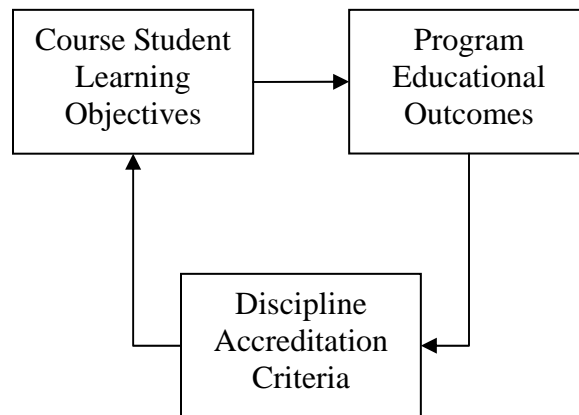 Course Student
Learning
Objectives
Program
Educational
Outcomes
Discipline
Accreditation
Criteria